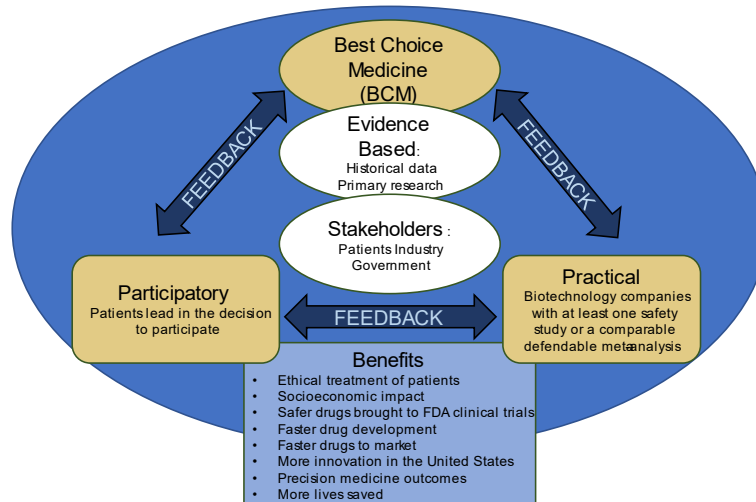 Best Choice
Medicine
(BCM)
FEEDBACK
FEEDBACK
Evidence
Based:
Historical data
Primary research
Stakeholders :
Patients Industry
Government
Participatory
Patients lead in the decision
to participate
FEEDBACK
Practical
Biotechnology companies
with at least one safety
study or a comparable
defendable meta-analysis
Benefits
• Ethical treatment of patients
• Socioeconomic impact
• Safer drugs brought to FDA clinical trials
• Faster drug development
• Faster drugs to market
• More innovation in the United States
• Precision medicine outcomes
• More lives saved